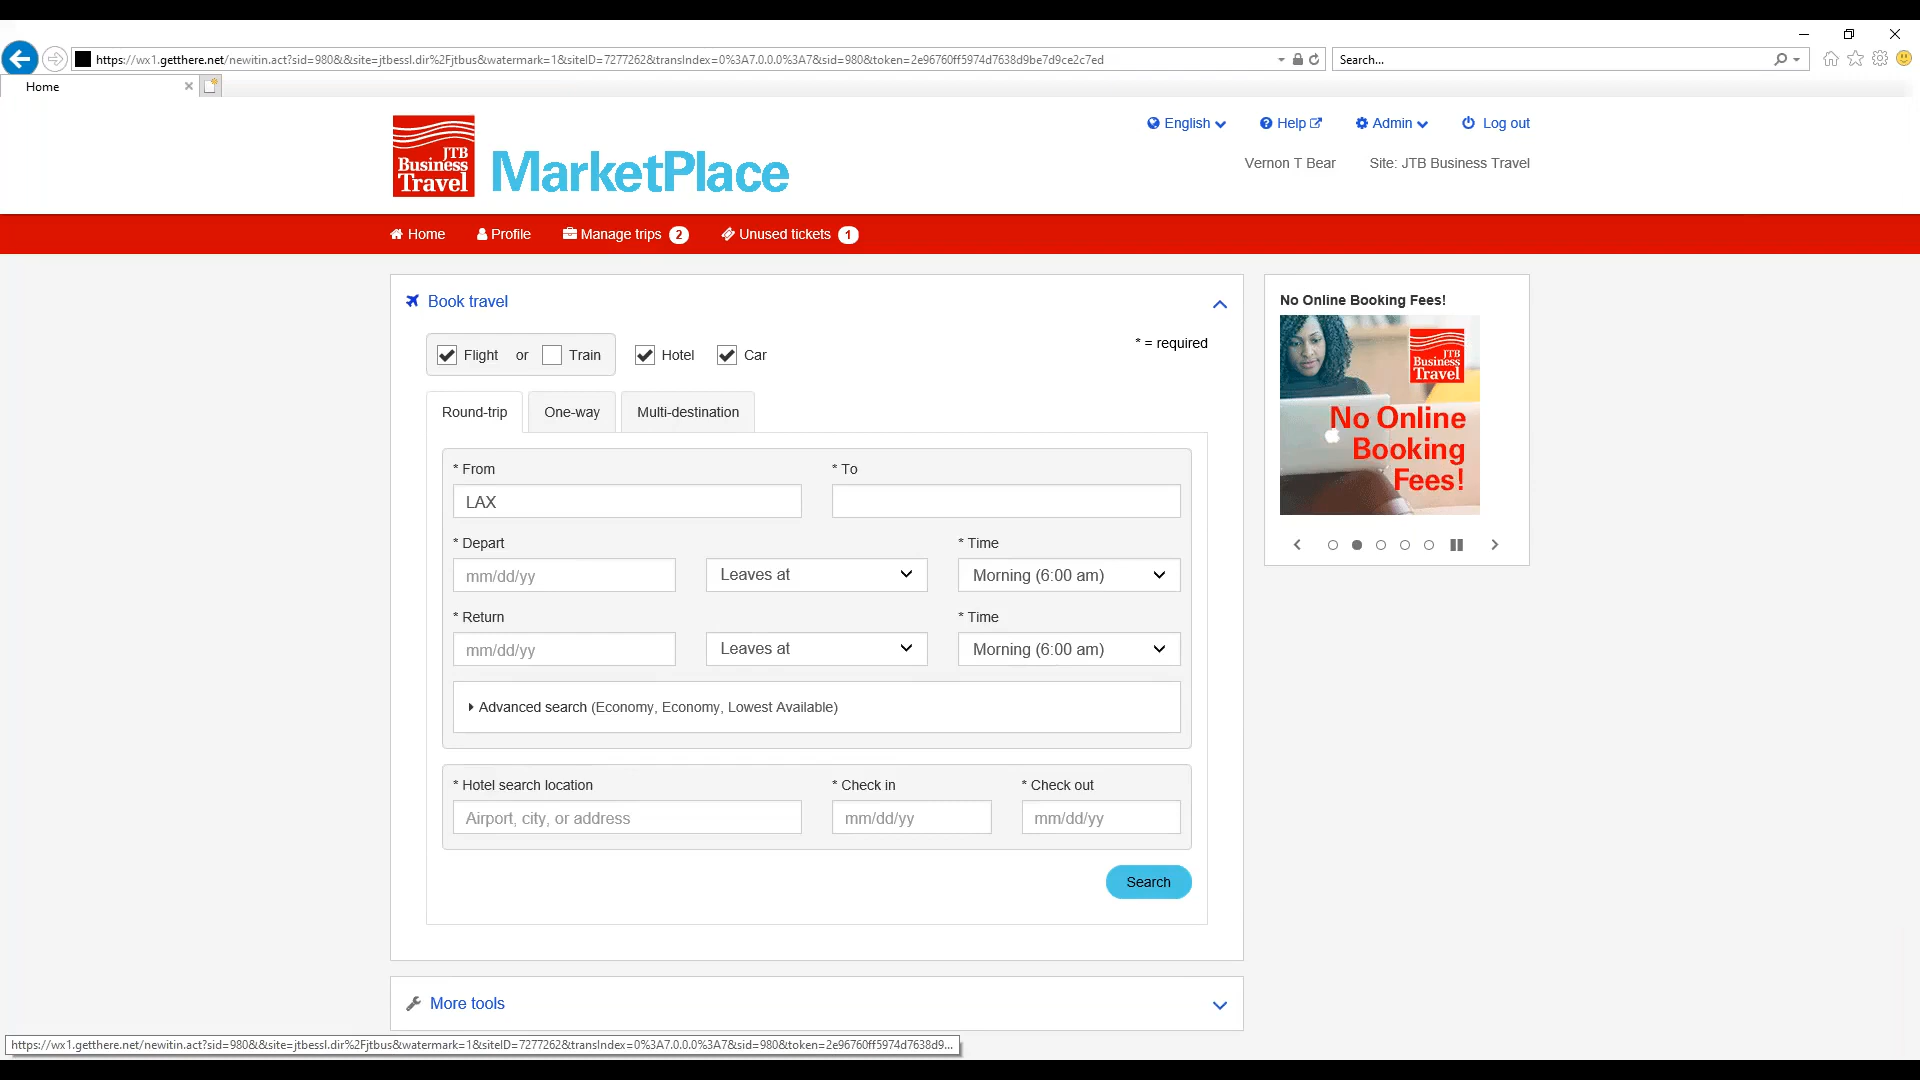 https://wx1.getthere.net/newitin.act?sid=980&&site=jtbessl.dir%2Fjtbus&watermark=1&siteID=7277262&transIndex=0%3A7.0.0.0%3A7&sid=980&token=2e96760ff5974d7638d9be7d9ce2c7ed
Search...
Home
English
Help
Admin
Log out
JTB
Business
Travel
MarketPlace
Vernon T Bear
Site: JTB Business Travel
Home
Profile
Manage trips 2
Unused tickets 1
Book travel
No Online Booking Fees!
Flight or Train Hotel Car
* = required
JTB
Business
Travel
No Online
Booking
Fees!
Round-trip
One-way
Multi-destination
* From
* To
LAX
* Depart
* Time
mm/dd/yy
Leaves at
Morning (6:00 am)
* Return
* Time
mm/dd/yy
Leaves at
Morning (6:00 am)
Advanced search (Economy, Economy, Lowest Available)
* Hotel search location
* Check in
* Check out
Airport, city, or address
mm/dd/yy
mm/dd/yy
Search
More tools
https://wx1.getthere.net/newitin.act?sid=980&&site=jtbessl.dir%2Fjtbus&watermark=1&siteID=7277262&transIndex=0%3A7.0.0.0%3A7&sid=980&token=2e96760ff5974d7638d9...